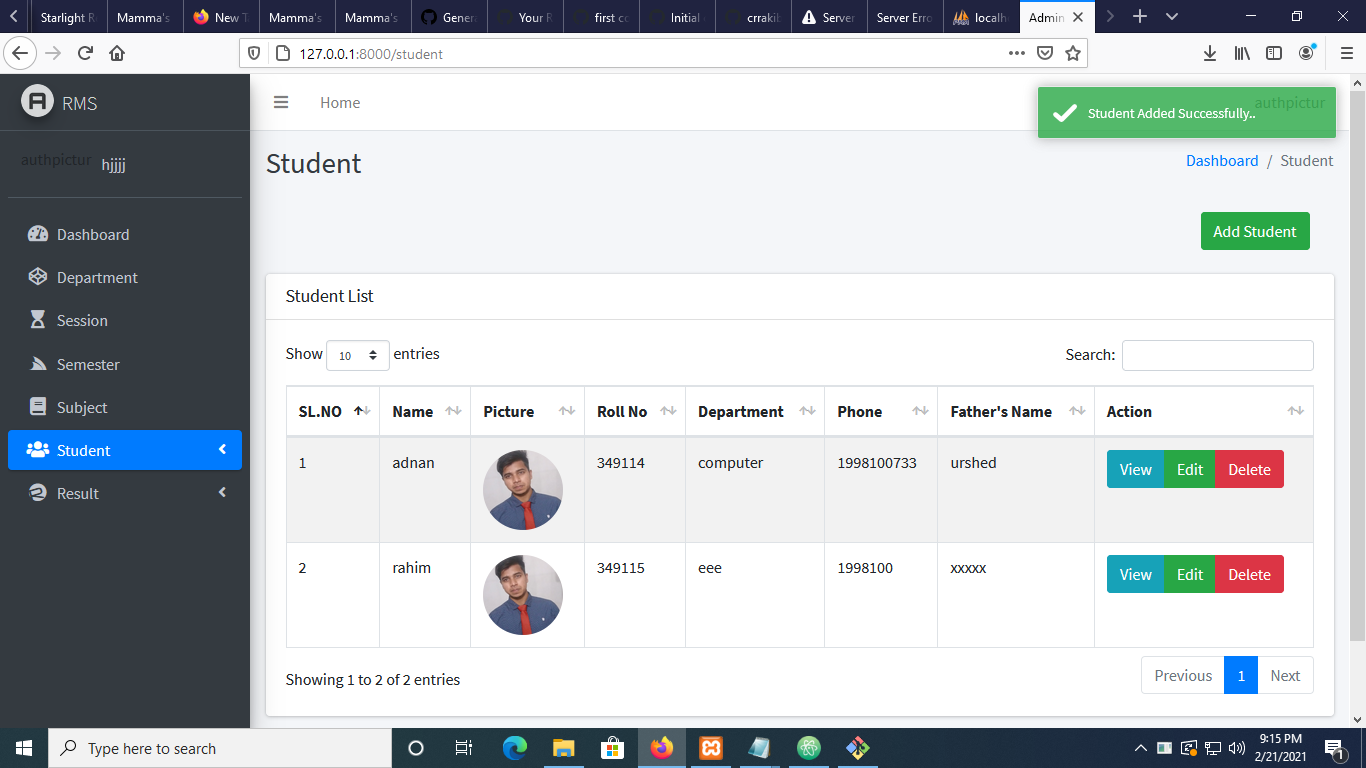 Starlight R
Mamma's
New T
Mamma's
Mamma's
Genera
Your R
first co
Initial
crrakib
Server
Server Erro
localh
Admin
127.0.0.1:8000/student
RMS
Home
authpictur
Student Added Successfully..
authpictur
hjjjj
Student
Dashboard / Student
Dashboard
Department
Session
Semester
Subject
Student
Result
Add Student
Student List
Show 10 entries
Search:
SL.NO Name Picture Roll No Department Phone Father's Name Action
1 adnan 349114 computer 1998100733 urshed View Edit Delete
2 rahim 349115 eee 1998100 xxxxx View Edit Delete
Showing 1 to 2 of 2 entries
Previous 1 Next
Type here to search
9:15 PM
2/21/2021
1